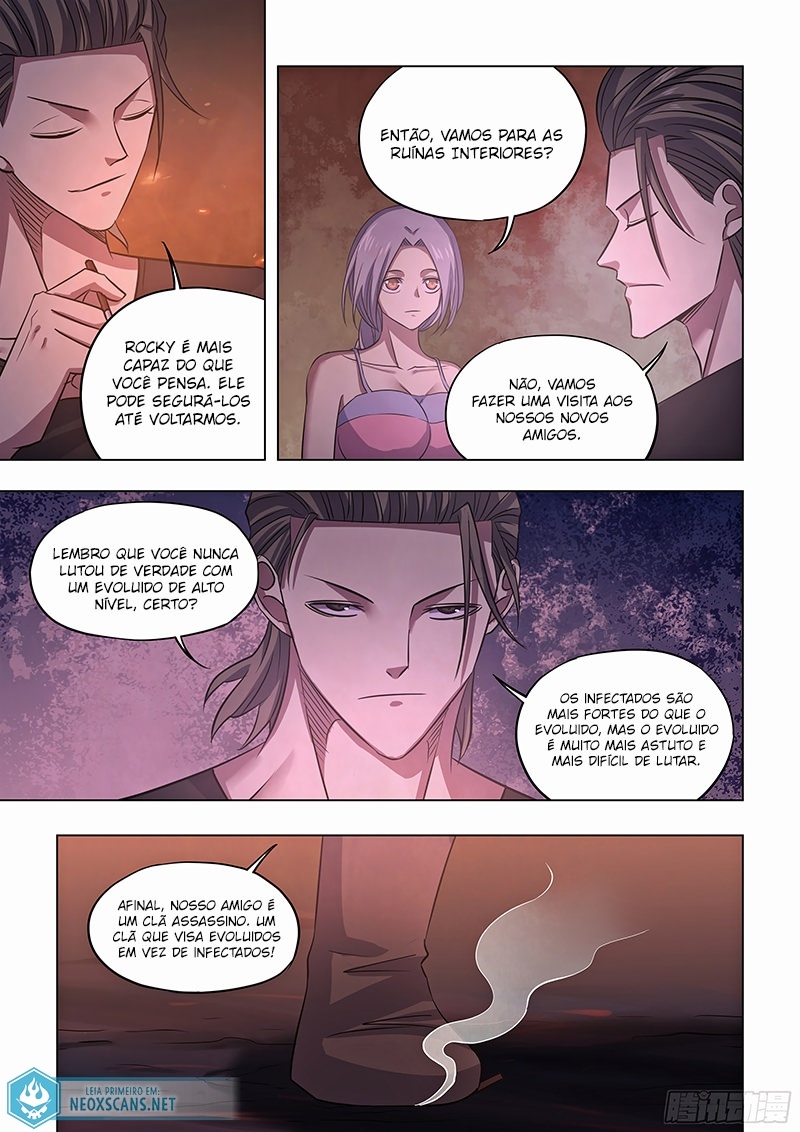 ROCKY É MAIS
CAPAZ DO QUE
VOCÊ PENSA. ELE
PODE SEGURÁ-LOS
ATÉ VOLTARMOS.
ENTÃO, VAMOS PARA AS
RUÍNAS INTERIORES?
NÃO, VAMOS
FAZER UMA VISITA AOS
NOSSOS NOVOS
AMIGOS.
LEMBRO QUE VOCÊ NUNCA
LUTOU DE VERDADE COM
UM EVOLUIDO DE ALTO
NÍVEL, CERTO?
OS INFECTADOS SÃO
MAIS FORTES DO QUE O
EVOLUIDO, MAS O EVOLUIDO
É MUITO MAIS ASTUTO E
MAIS DIFÍCIL DE LUTAR.
AFINAL, NOSSO AMIGO É
UM CLÃ ASSASSINO. UM
CLÃ QUE VISA EVOLUIDOS
EM VEZ DE INFECTADOS!
LEIA PRIMEIRO EM:
NEOXSCANS.NET
腾讯动漫